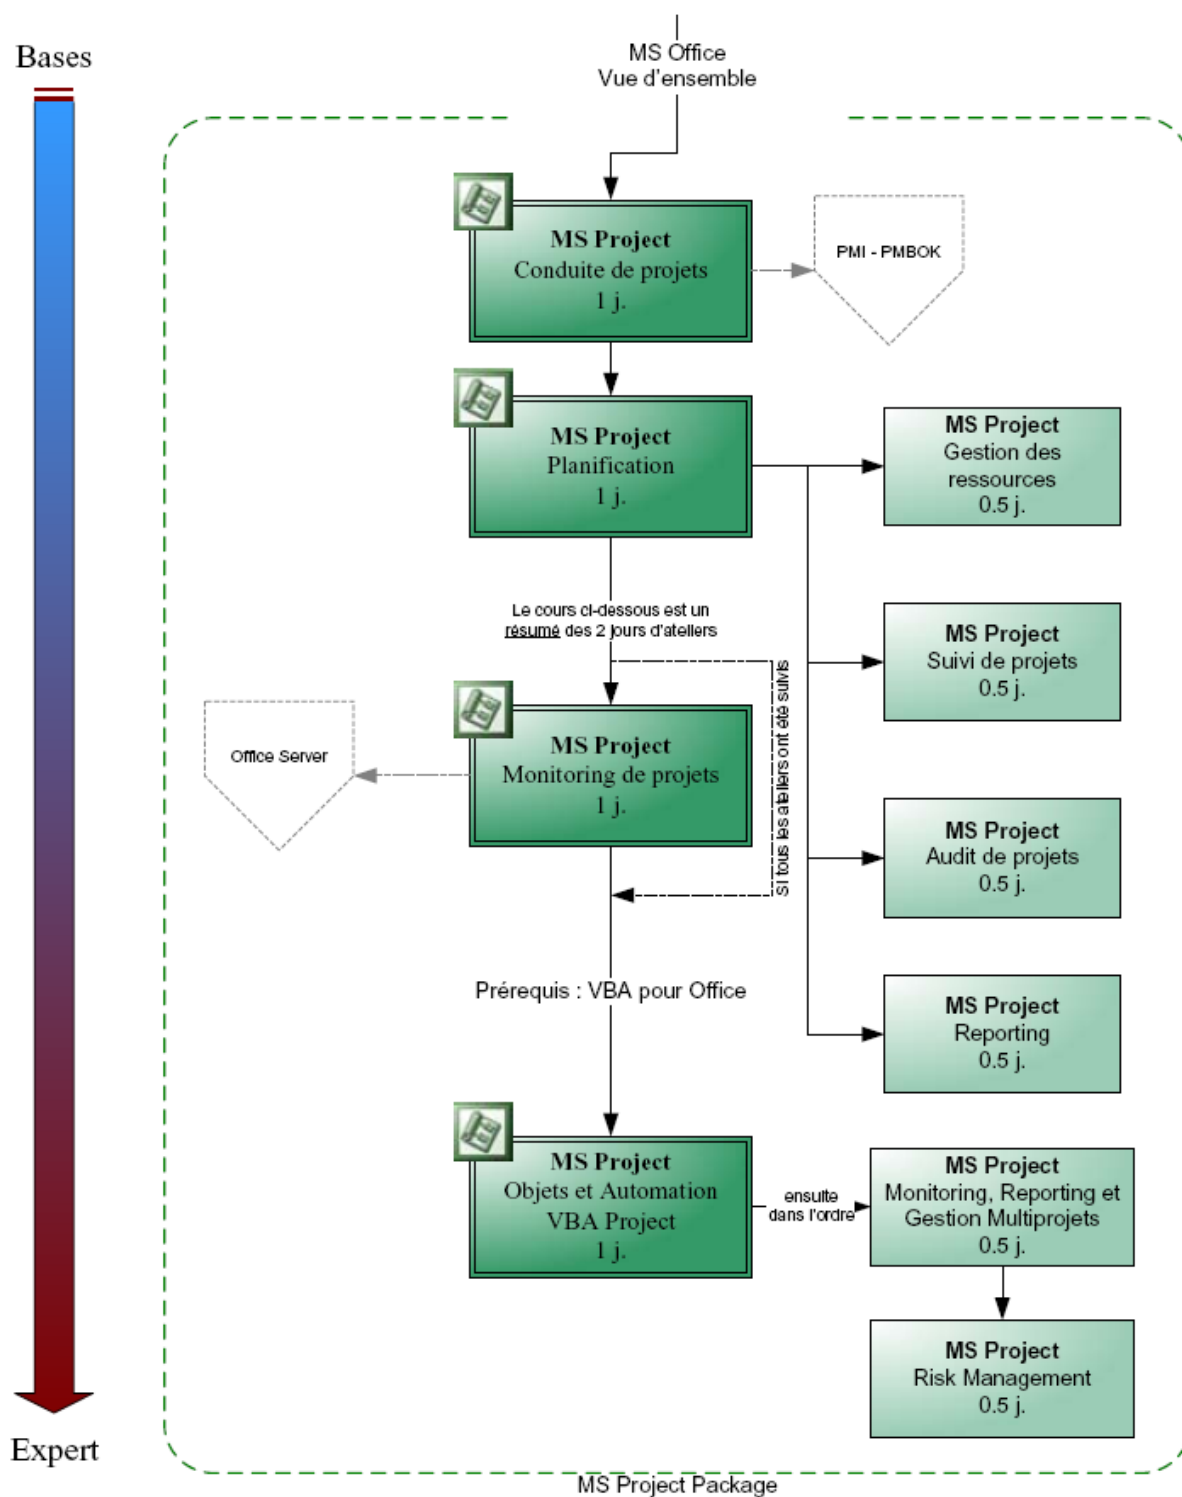 Bases
MS Office
Vue d'ensemble
MS Project
Conduite de projets
1 j.
PMI - PMBOK
MS Project
Planification
1 j.
MS Project
Gestion des
ressources
0.5 j.
Le cours ci-dessous est un
résumé des 2 jours d'ateliers
MS Project
Suivi de projets
0.5 j.
Si tous les ateliers ont été suivis
Office Server
MS Project
Monitoring de projets
1 j.
MS Project
Audit de projets
0.5 j.
Prérequis : VBA pour Office
MS Project
Reporting
0.5 j.
MS Project
Objets et Automation
VBA Project
1 j.
ensuite
dans l'ordre
MS Project
Monitoring, Reporting et
Gestion Multiprojets
0.5 j.
MS Project
Risk Management
0.5 j.
Expert
MS Project Package